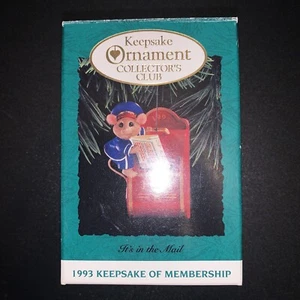 Keepsake
Ornament
COLLECTOR'S
CLUB
It's in the Mail
1993 KEEPSAKE OF MEMBERSHIP